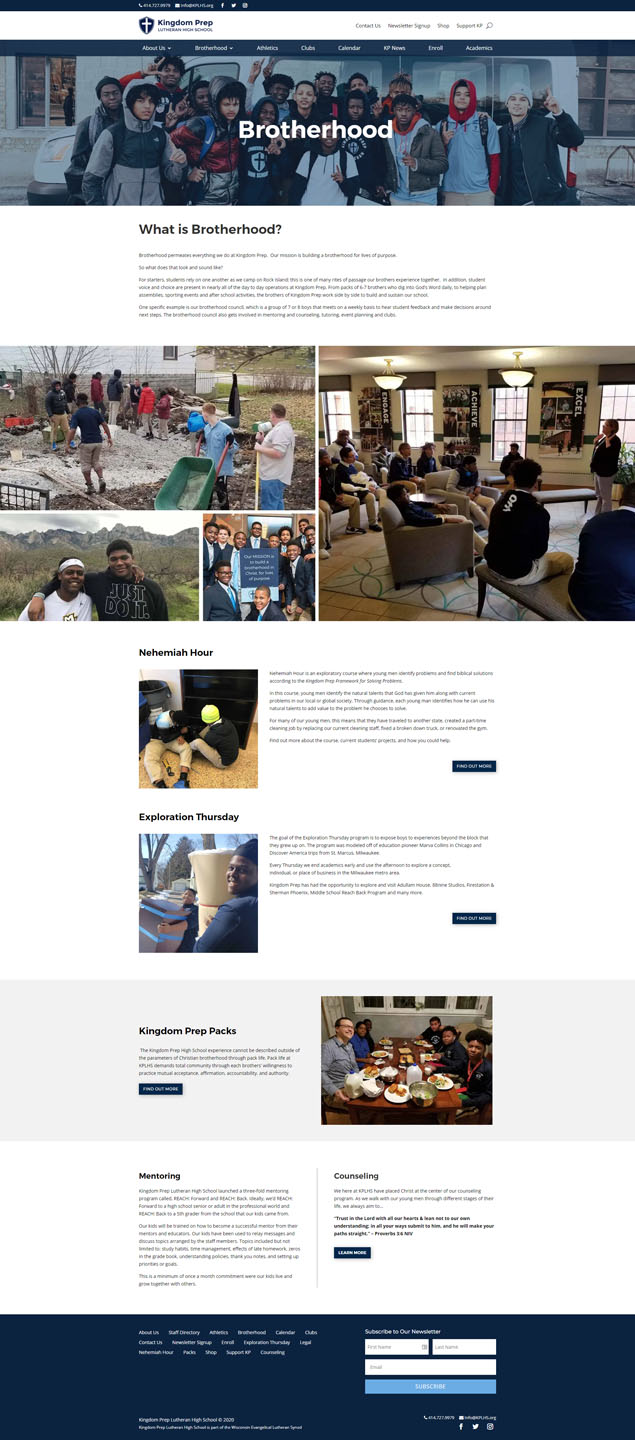 414.727.9979 info@KPLHS.org
Kingdom Prep
LUTHERAN HIGH SCHOOL
Contact Us Newsletter Signup Shop Support KP
About Us Brotherhood Athletics Clubs Calendar KP News Enroll Academics
Brotherhood
What is Brotherhood?
Brotherhood permeates everything we do at Kingdom Prep. Our mission is building a brotherhood for lives of purpose.
So what does that look and sound like?
For starters, students rely on one another as we camp on Rock Island; this is one of many rites of passage our brothers experience together. In addition, student
voice and choice are present in nearly all of the day to day operations at Kingdom Prep. From packs of 6-7 brothers who dig into God's Word daily, to helping plan
assemblies, sporting events and after school activities, the brothers of Kingdom Prep work side by side to build and sustain our school.
One specific example is our brotherhood council, which is a group of 7 or 8 boys that meets on a weekly basis to hear student feedback and make decisions around
next steps. The brotherhood council also gets involved in mentoring and counseling, tutoring, event planning and clubs.
ENGAGE
ACHIEVE
EXCEL
JUST
DO IT.
Our MISSION is
to build a
brotherhood in
Christ, for lives
of purpose
Nehemiah Hour
Nehemiah Hour is an exploratory course where young men identify problems and find biblical solutions
according to the Kingdom Prep Framework for Solving Problems.
In this course, young men identify the natural talents that God has given him along with current
problems in our local or global society. Through guidance, each young man identifies how he can use his
natural talents to add value to the problem he chooses to solve.
For many of our young men, this means that they have traveled to another state, created a part-time
cleaning job by replacing our current cleaning staff, fixed a broken down truck, or renovated the gym.
Find out more about the course, current students' projects, and how you could help.
FIND OUT MORE
Exploration Thursday
The goal of the Exploration Thursday program is to expose boys to experiences beyond the block that
they grew up on. The program was modeled off of education pioneer Marva Collins in Chicago and
Discover America trips from St. Marcus, Milwaukee.
Every Thursday we end academics early and use the afternoon to explore a concept,
individual, or place of business in the Milwaukee metro area.
Kingdom Prep has had the opportunity to explore and visit Adullam House, 88nine Studios, Firestation &
Sherman Phoenix, Middle School Reach Back Program and many more.
FIND OUT MORE
Kingdom Prep Packs
The Kingdom Prep High School experience cannot be described outside of
the parameters of Christian brotherhood through pack life. Pack life at
KPLHS demands total community through each brothers' willingness to
practice mutual acceptance, affirmation, accountability, and authority.
FIND OUT MORE
Mentoring
Kingdom Prep Lutheran High School launched a three-fold mentoring
program called, REACH: Forward and REACH: Back. Ideally, we'd REACH:
Forward to a high school senior or adult in the professional world and
REACH: Back to a 5th grader from the school that our kids came from.
Our kids will be trained on how to become a successful mentor from their
mentors and educators. Our kids have been used to relay messages and
discuss topics arranged by the staff members. Topics included but not
limited to: study habits, time management, effects of late homework, zeros
in the grade book, understanding policies, thank you notes, and setting up
priorities or goals.
This is a minimum of once a month commitment were our kids live and
grow together with others.
Counseling
We here at KPLHS have placed Christ at the center of our counseling
program. As we walk with our young men through different stages of their
life, we always aim to...
"Trust in the Lord with all our hearts & lean not to our own
understanding; in all your ways submit to him, and he will make your
paths straight." – Proverbs 3:6 NIV
LEARN MORE
About Us Staff Directory Athletics Brotherhood Calendar Clubs
Contact Us Newsletter Signup Enroll Exploration Thursday Legal
Nehemiah Hour Packs Shop Support KP Counseling
Subscribe to Our Newsletter
First Name Last Name
Email
SUBSCRIBE
Kingdom Prep Lutheran High School © 2020
Kingdom Prep Lutheran High School is part of the Wisconsin Evangelical Lutheran Synod
414.727.9979 info@KPLHS.org